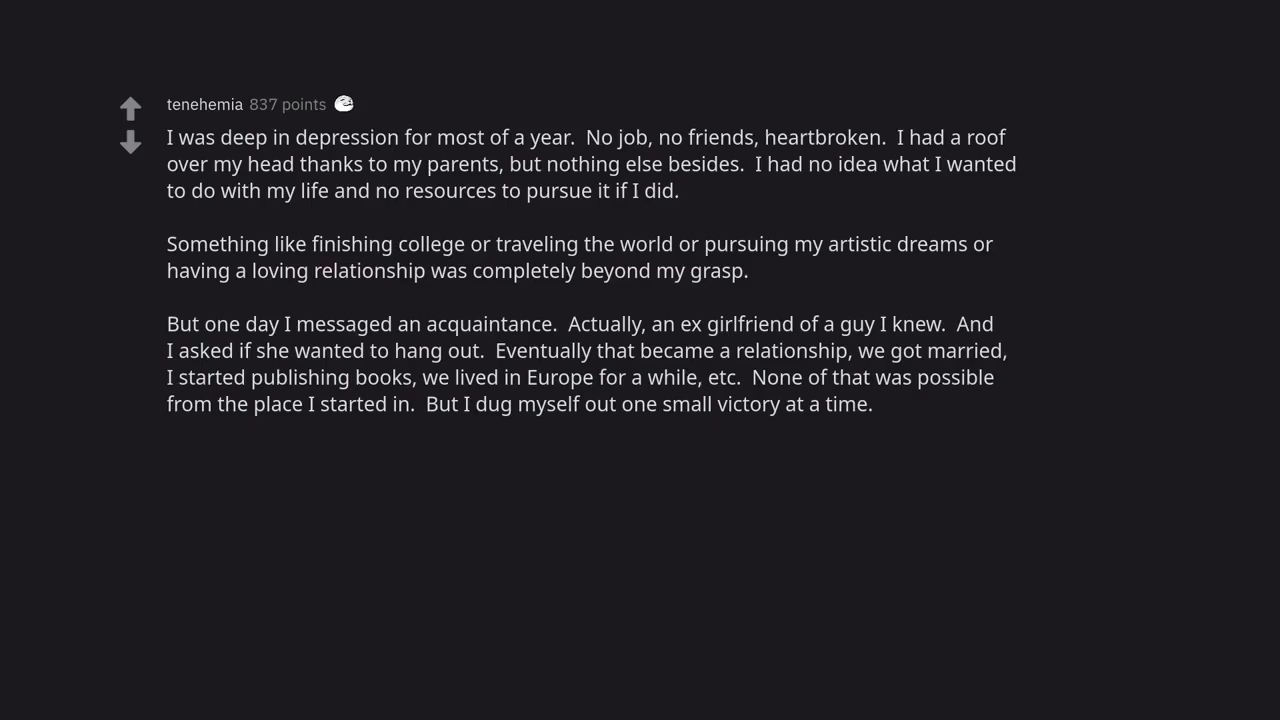 tenehemia 837 points
I was deep in depression for most of a year.  No job, no friends, heartbroken.  I had a roof
over my head thanks to my parents, but nothing else besides.  I had no idea what I wanted
to do with my life and no resources to pursue it if I did.
Something like finishing college or traveling the world or pursuing my artistic dreams or
having a loving relationship was completely beyond my grasp.
But one day I messaged an acquaintance.  Actually, an ex girlfriend of a guy I knew.  And
I asked if she wanted to hang out.  Eventually that became a relationship, we got married,
I started publishing books, we lived in Europe for a while, etc.  None of that was possible
from the place I started in.  But I dug myself out one small victory at a time.